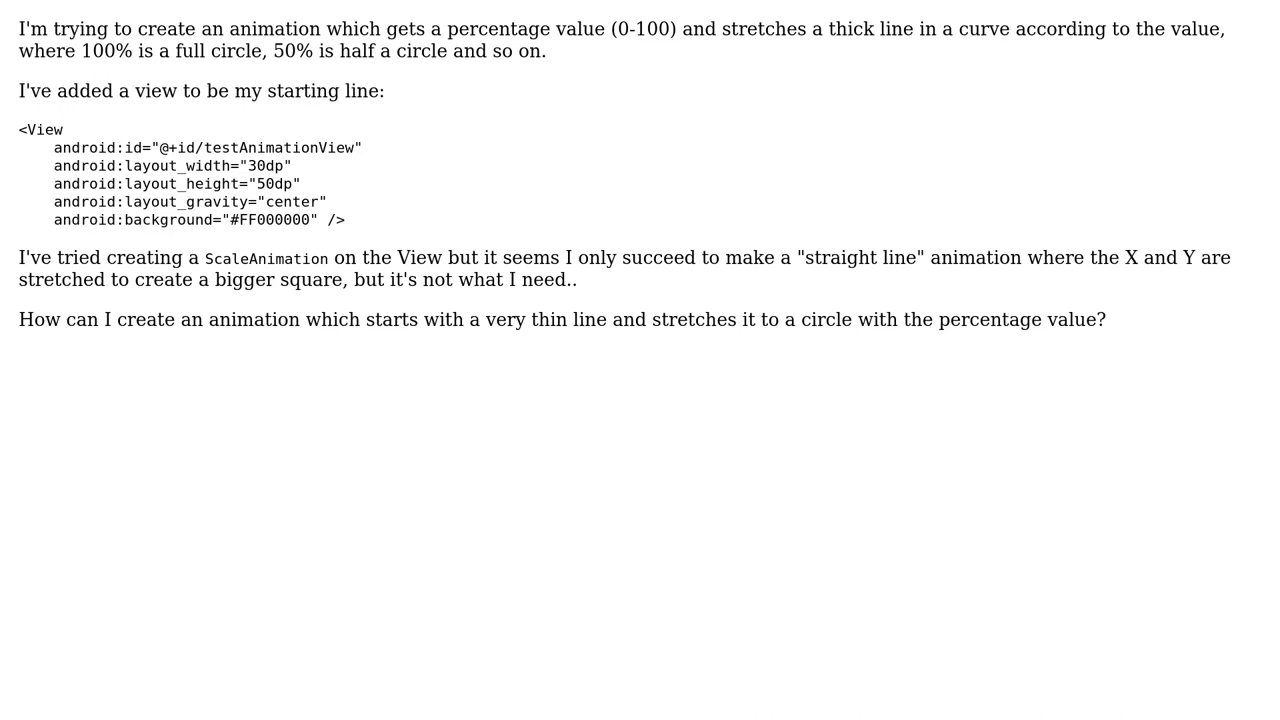 I'm trying to create an animation which gets a percentage value (0-100) and stretches a thick line in a curve according to the value,
where 100% is a full circle, 50% is half a circle and so on.
I've added a view to be my starting line:
<View
    android:id="@+id/testAnimationView"
    android:layout_width="30dp"
    android:layout_height="50dp"
    android:layout_gravity="center"
    android:background="#FF000000" />
I've tried creating a ScaleAnimation on the View but it seems I only succeed to make a "straight line" animation where the X and Y are
stretched to create a bigger square, but it's not what I need..
How can I create an animation which starts with a very thin line and stretches it to a circle with the percentage value?